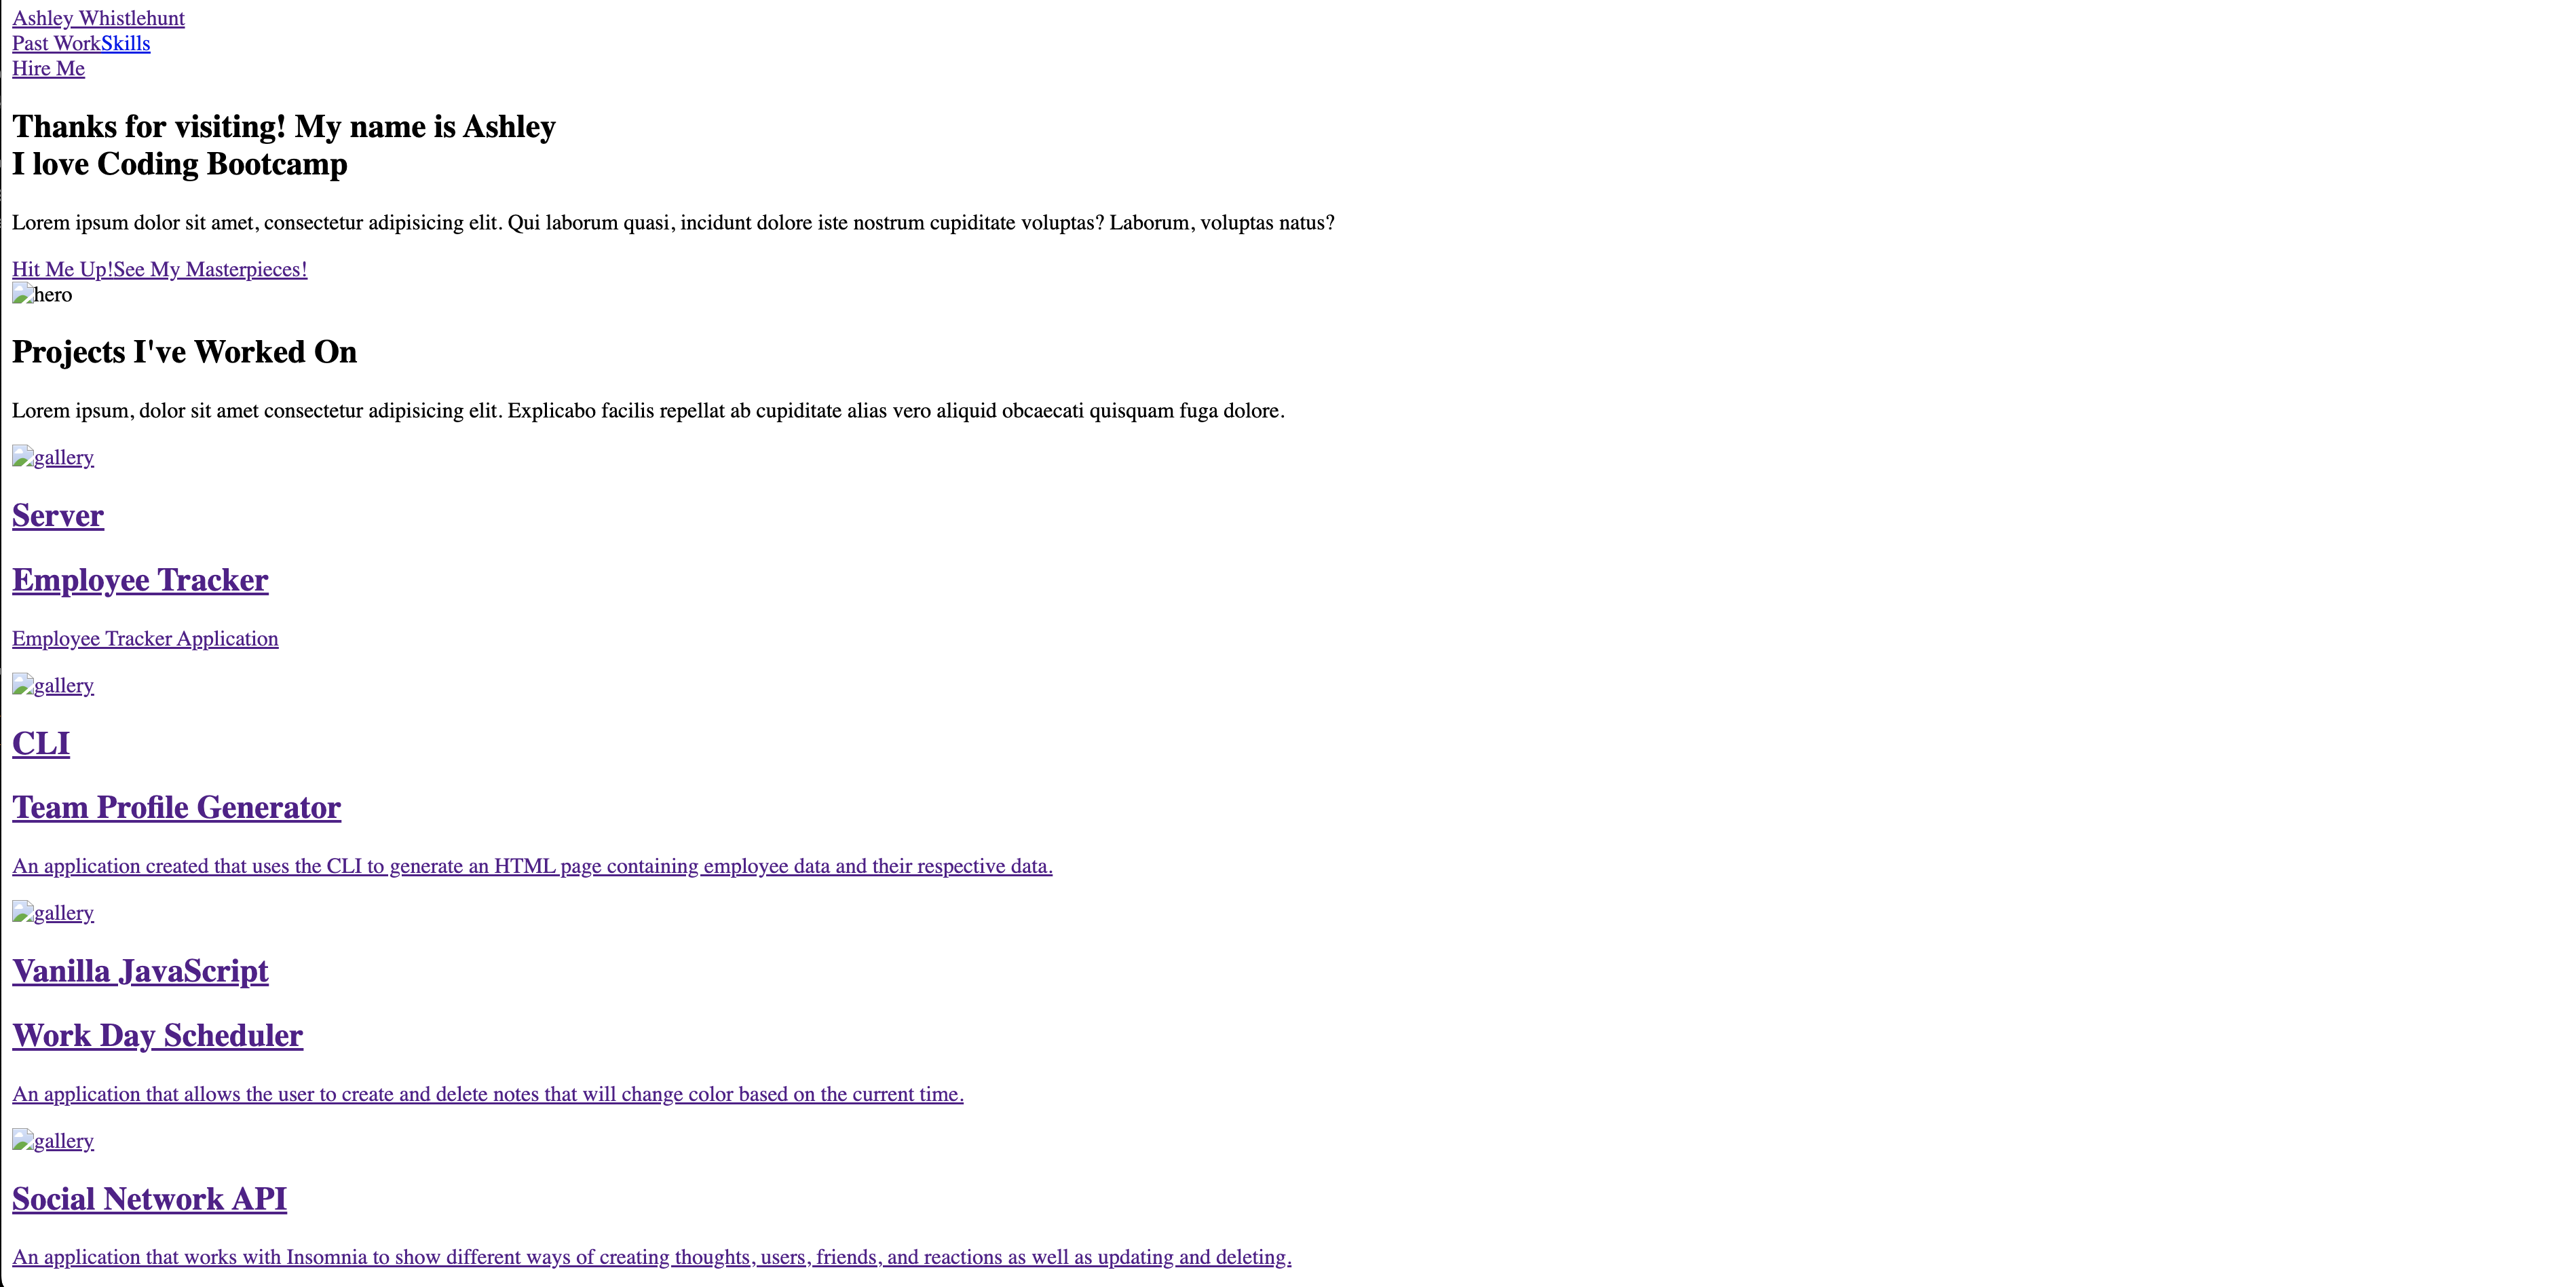 Ashley Whistlehunt
Past WorkSkills
Hire Me
Thanks for visiting! My name is Ashley
I love Coding Bootcamp
Lorem ipsum dolor sit amet, consectetur adipisicing elit. Qui laborum quasi, incidunt dolore iste nostrum cupiditate voluptas? Laborum, voluptas natus?
Hit Me Up!See My Masterpieces!
hero
Projects I've Worked On
Lorem ipsum, dolor sit amet consectetur adipisicing elit. Explicabo facilis repellat ab cupiditate alias vero aliquid obcaecati quisquam fuga dolore.
gallery
Server
Employee Tracker
Employee Tracker Application
gallery
CLI
Team Profile Generator
An application created that uses the CLI to generate an HTML page containing employee data and their respective data.
gallery
Vanilla JavaScript
Work Day Scheduler
An application that allows the user to create and delete notes that will change color based on the current time.
gallery
Social Network API
An application that works with Insomnia to show different ways of creating thoughts, users, friends, and reactions as well as updating and deleting.